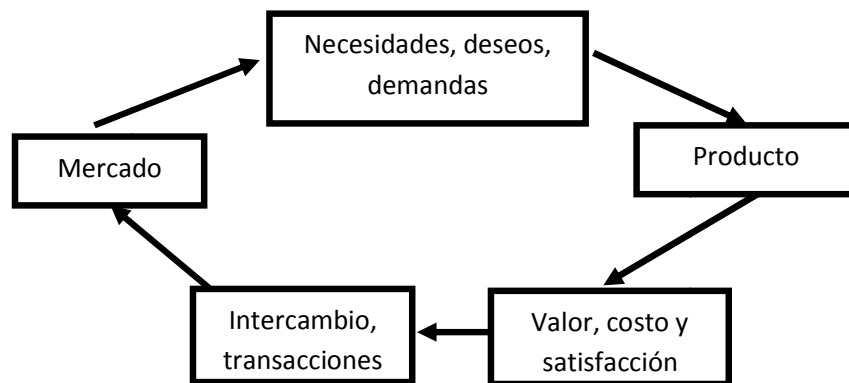 Necesidades, deseos,
demandas
Producto
Mercado
Valor, costo y
satisfacción
Intercambio,
transacciones